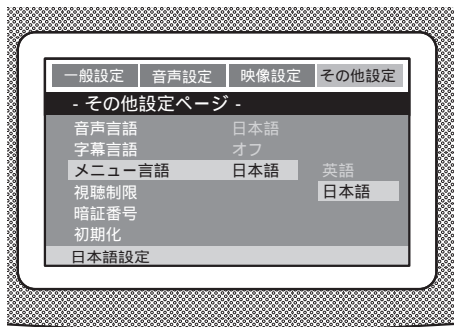 一般設定 音声設定 映像設定 その他設定
- その他設定ページ -
音声言語 日本語
字幕言語 オフ
メニュー言語 日本語 英語
視聴制限 日本語
暗証番号
初期化
日本語設定